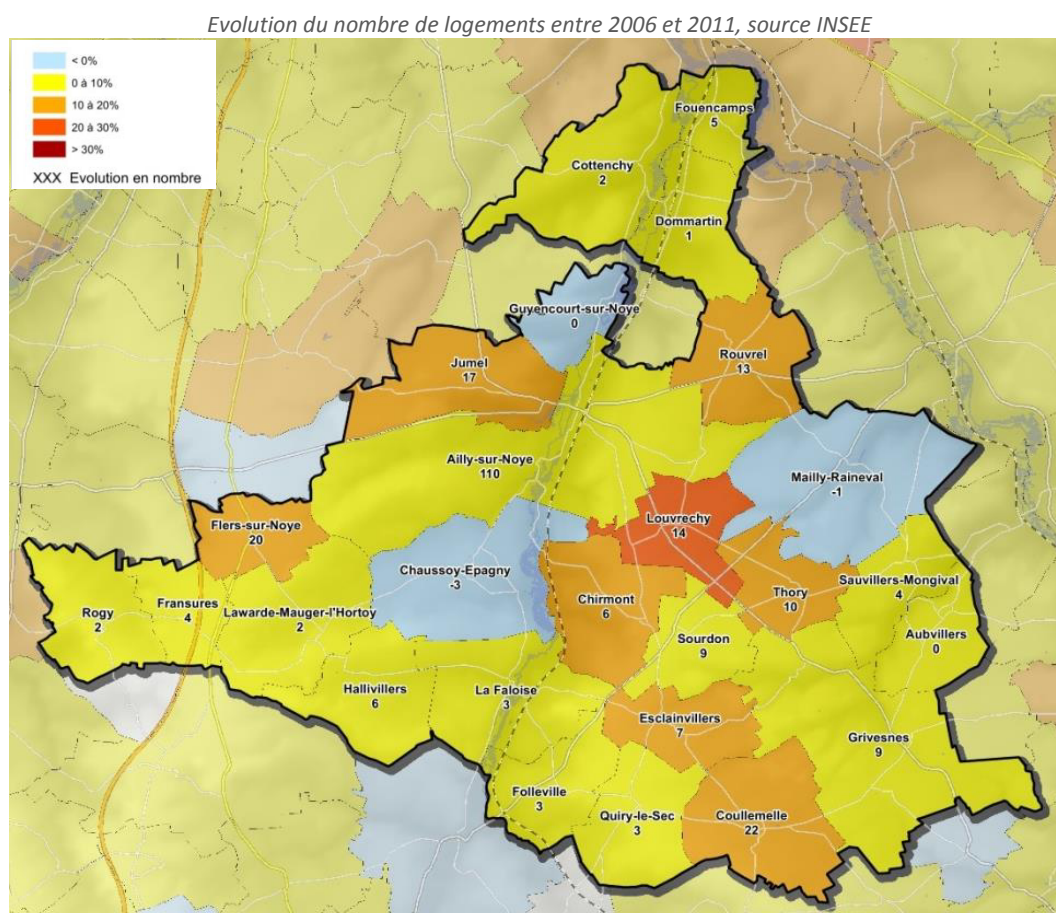 Evolution du nombre de logements entre 2006 et 2011, source INSEE
< 0%
0 à 10%
10 à 20%
20 à 30%
> 30%
XXX Evolution en nombre
Fouencamps
5
Cottenchy
2
Dommartin
1
Guyencourt-sur-Noye
0
Jumel
17
Rouvrel
13
Ailly-sur-Noye
110
Mailly-Raineval
-1
Louvrechy
14
Flers-sur-Noye
20
Chaussoy-Epagny
-3
Chirmont
6
Thory
10
Sauvillers-Mongival
4
Rogy
2
Fransures
4
Lawarde-Mauger-l'Hortoy
2
Sourdon
9
Aubvillers
0
Hallivillers
6
La Faloise
3
Esclainvillers
7
Grivesnes
9
Folleville
3
Quiry-le-Sec
3
Coullemelle
22